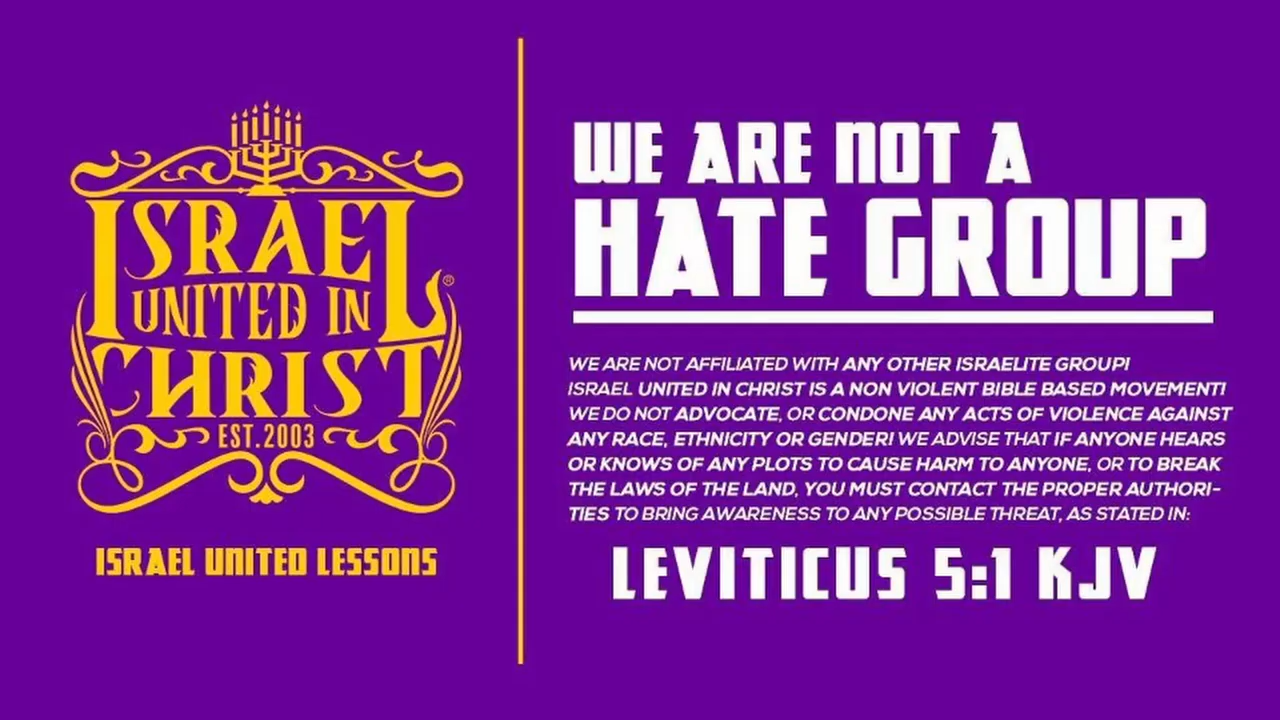 ISRAEL
UNITED IN
CHRIST
EST.2003
ISRAEL UNITED LESSONS
WE ARE NOT A
HATE GROUP
WE ARE NOT AFFILIATED WITH ANY OTHER ISRAELITE GROUP!
ISRAEL UNITED IN CHRIST IS A NON VIOLENT BIBLE BASED MOVEMENT!
WE DO NOT ADVOCATE, OR CONDONE ANY ACTS OF VIOLENCE AGAINST
ANY RACE, ETHNICITY OR GENDER! WE ADVISE THAT IF ANYONE HEARS
OR KNOWS OF ANY PLOTS TO CAUSE HARM TO ANYONE, OR TO BREAK
THE LAWS OF THE LAND, YOU MUST CONTACT THE PROPER AUTHORI-
TIES TO BRING AWARENESS TO ANY POSSIBLE THREAT, AS STATED IN:
LEVITICUS 5:1 KJV